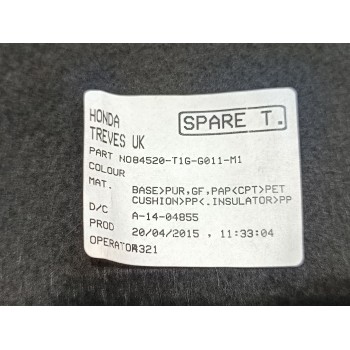 HONDA
TREVES UK
SPARE T.
PART NO84520-T1G-G011-M1
COLOUR
MAT. BASE>PUR,GF,PAP<CPT>PET
CUSHION>PP<.INSULATOR>PP
D/C A-14-04855
PROD 20/04/2015 , 11:33:04
OPERATOR4321